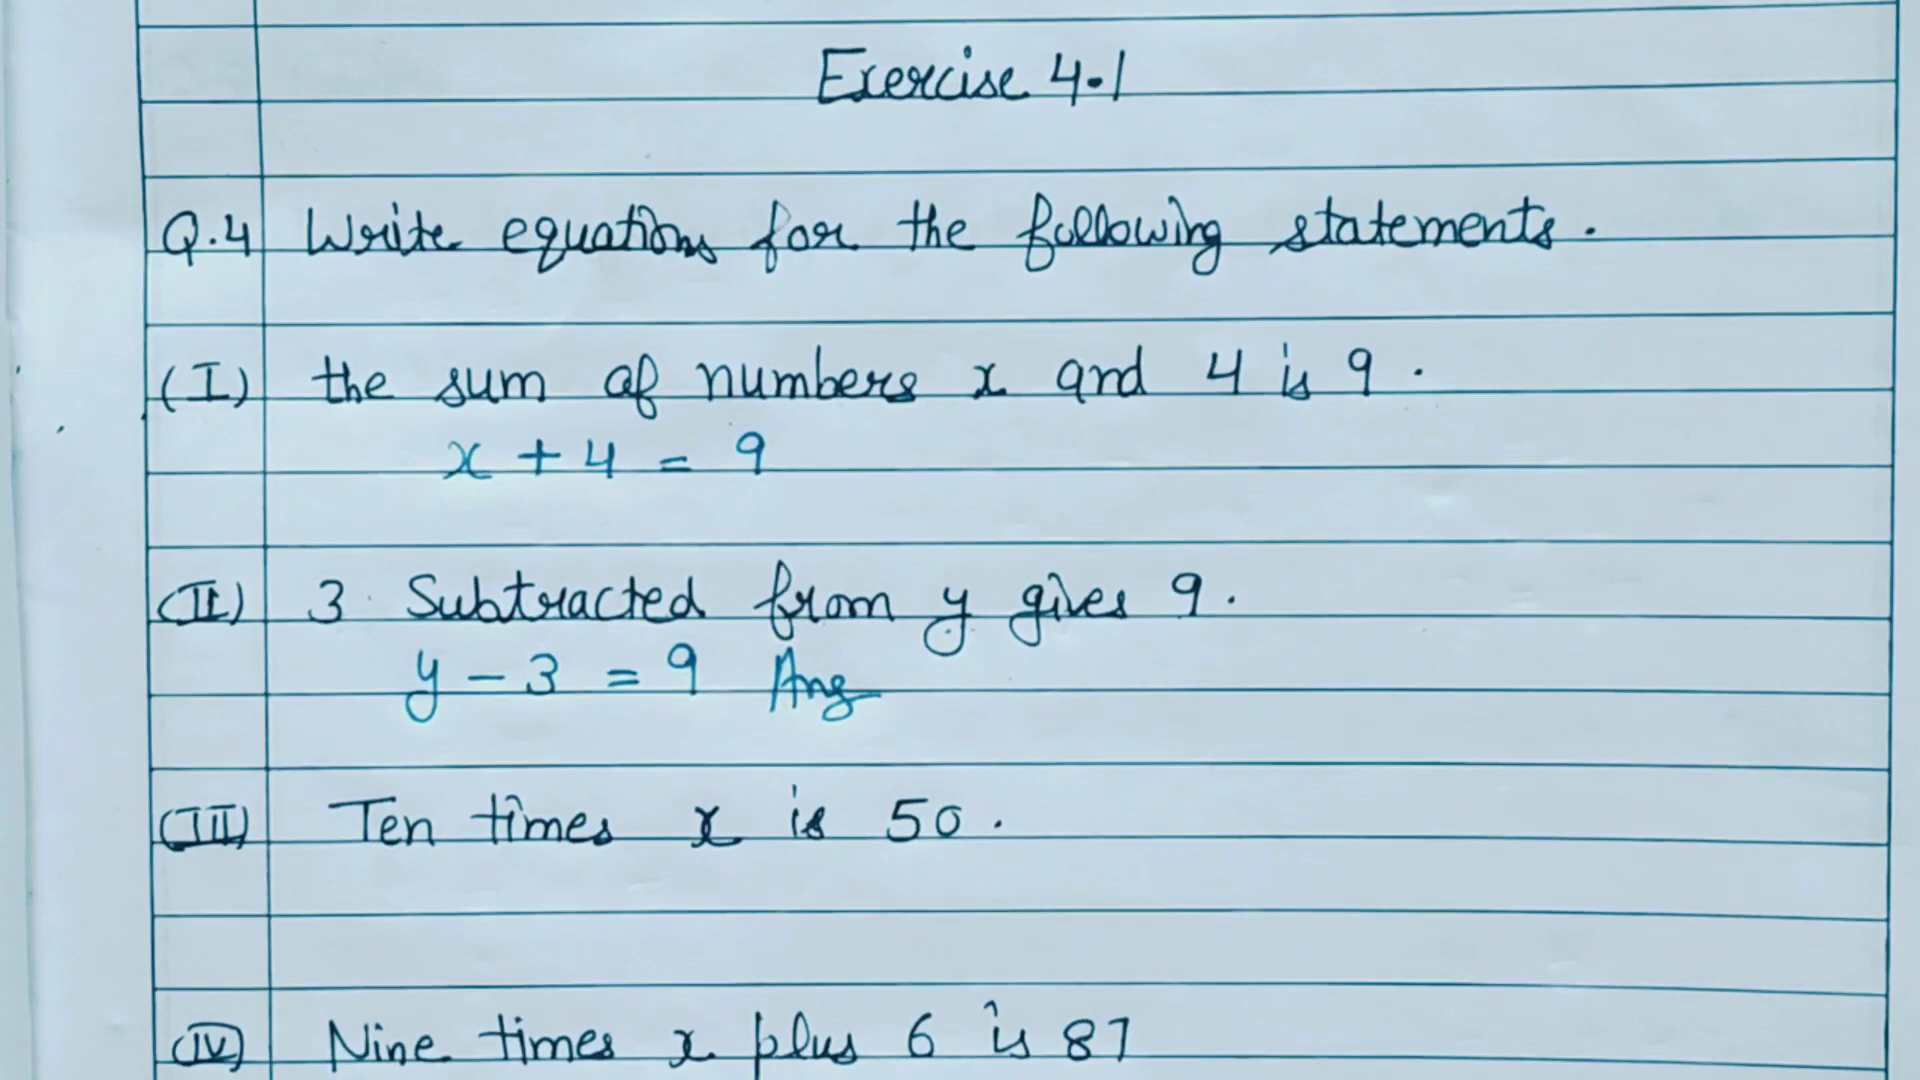 Exercise 4.1
Q.4 Write equations for the following statements.
(I) the sum of numbers x and 4 is 9.
x + 4 = 9
(II) 3 Subtracted from y gives 9.
y - 3 = 9 Ans
(III) Ten times x is 50.
(IV) Nine times x plus 6 is 87